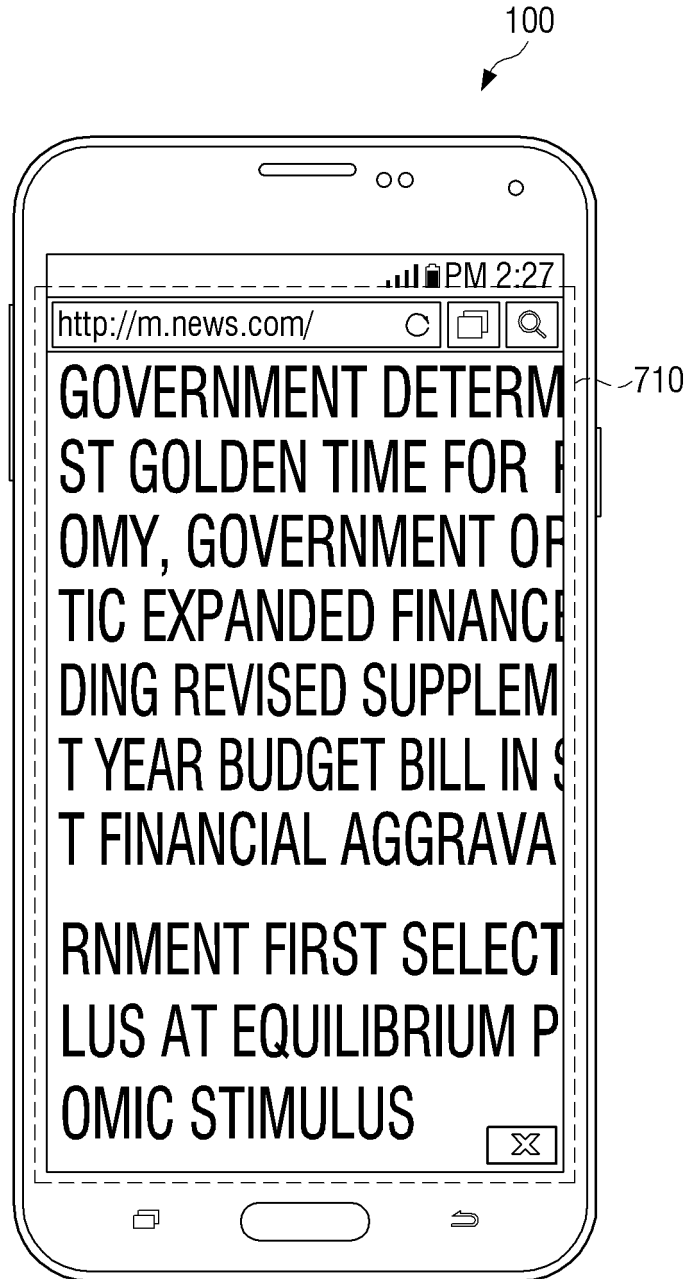 100
PM 2:27
http://m.news.com/
710
GOVERNMENT DETERM
ST GOLDEN TIME FOR
OMY, GOVERNMENT OF
TIC EXPANDED FINANCE
DING REVISED SUPPLEM
T YEAR BUDGET BILL IN
T FINANCIAL AGGRAVA
RNMENT FIRST SELECT
LUS AT EQUILIBRIUM P
OMIC STIMULUS
X